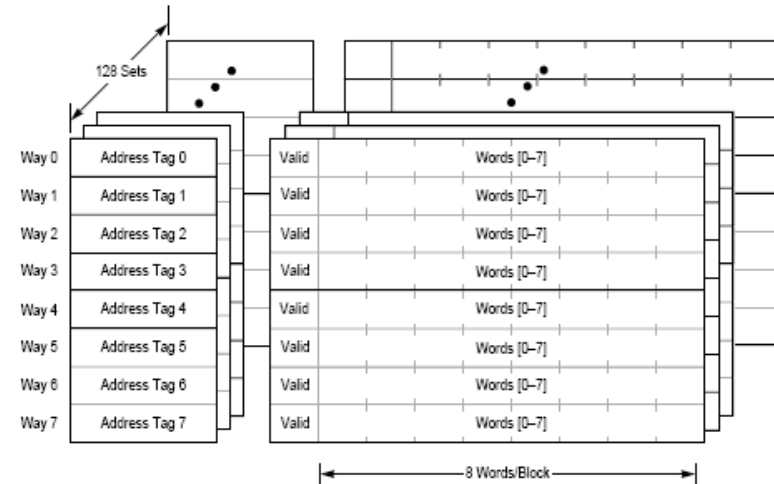 128 Sets
Way 0 Address Tag 0 Valid Words [0–7]
Way 1 Address Tag 1 Valid Words [0–7]
Way 2 Address Tag 2 Valid Words [0–7]
Way 3 Address Tag 3 Valid Words [0–7]
Way 4 Address Tag 4 Valid Words [0–7]
Way 5 Address Tag 5 Valid Words [0–7]
Way 6 Address Tag 6 Valid Words [0–7]
Way 7 Address Tag 7 Valid Words [0–7]
8 Words/Block